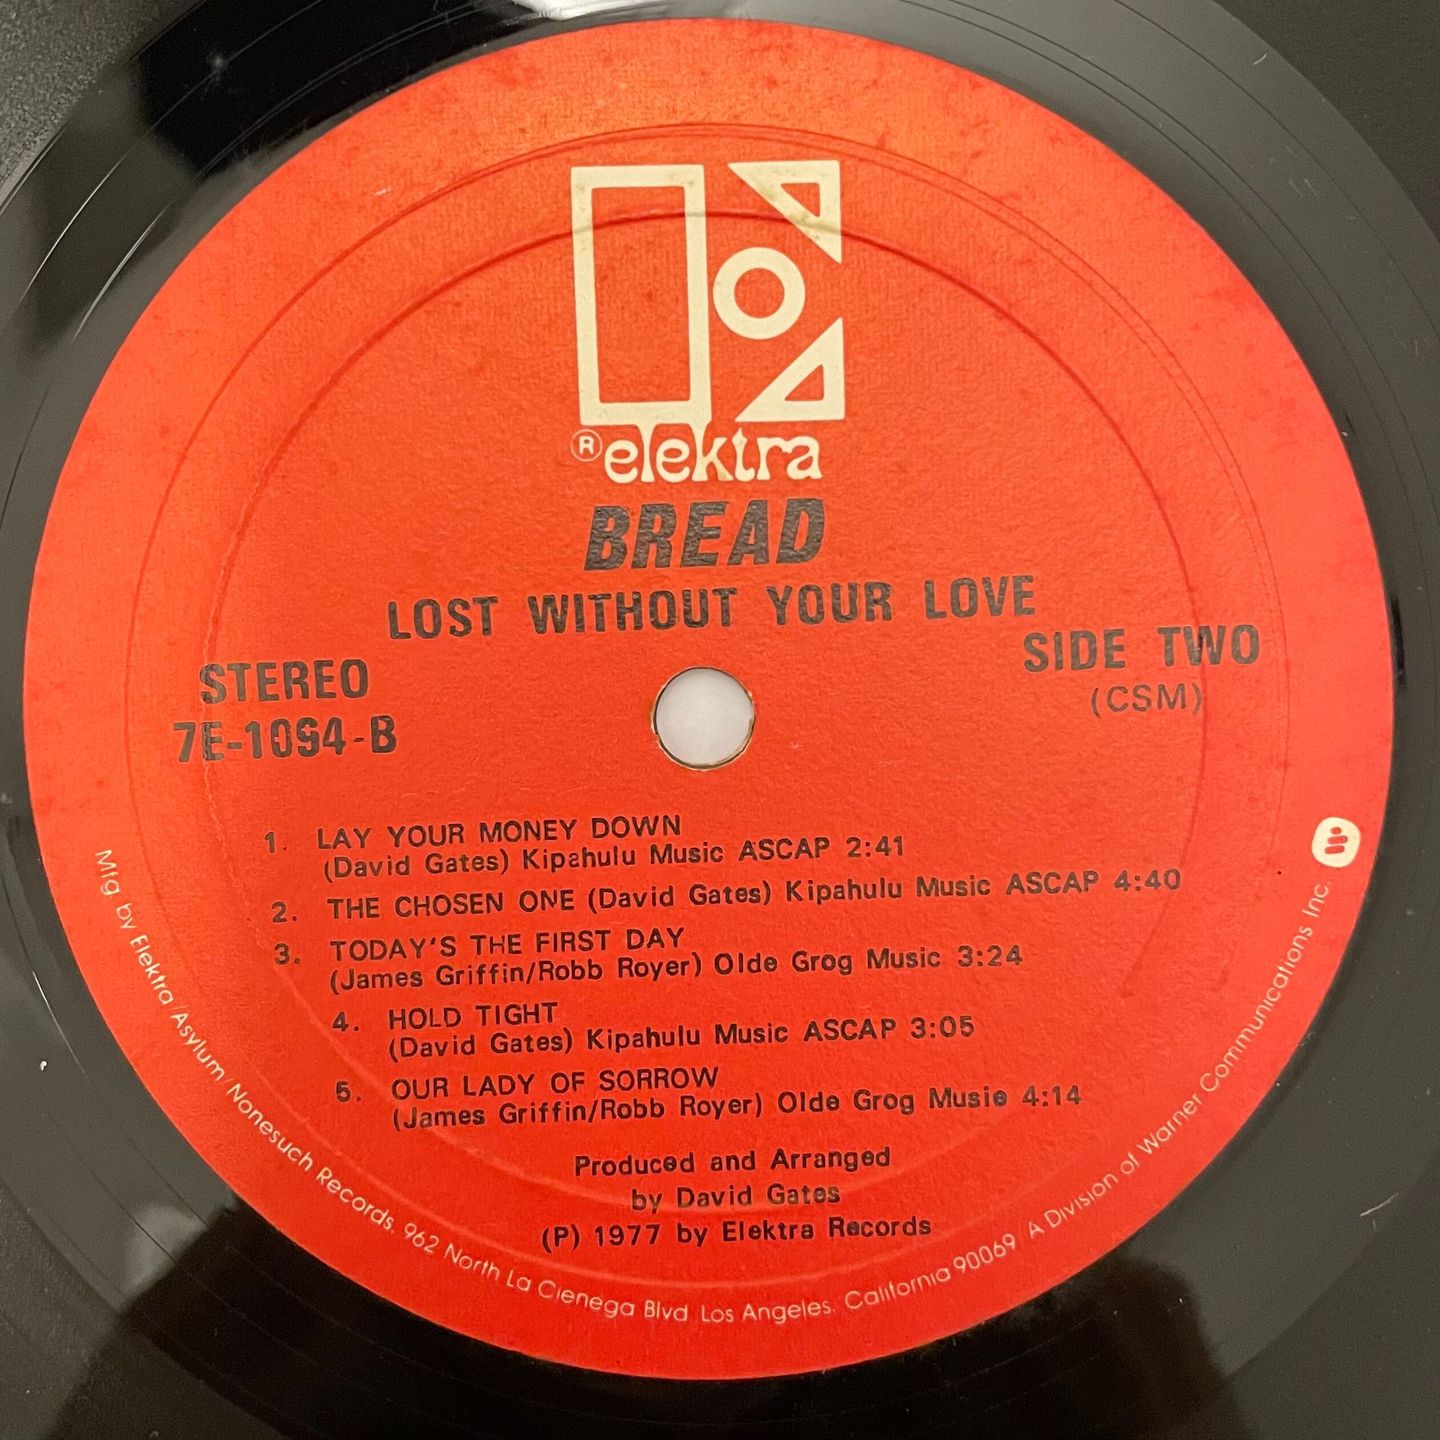 ® elektra
BREAD
LOST WITHOUT YOUR LOVE
STEREO
7E-1094-B
SIDE TWO
(CSM)
1. LAY YOUR MONEY DOWN
(David Gates) Kipahulu Music ASCAP 2:41
2. THE CHOSEN ONE (David Gates) Kipahulu Music ASCAP 4:40
3. TODAY'S THE FIRST DAY
(James Griffin/Robb Royer) Olde Grog Music 3:24
4. HOLD TIGHT
(David Gates) Kipahulu Music ASCAP 3:05
5. OUR LADY OF SORROW
(James Griffin/Robb Royer) Olde Grog Musie 4:14
Produced and Arranged
by David Gates
(P) 1977 by Elektra Records
Mfg. by Elektra/Asylum Nonesuch Records, 962 North La Cienega Blvd. Los Angeles, California 90069/A Division of Warner Communications Inc.